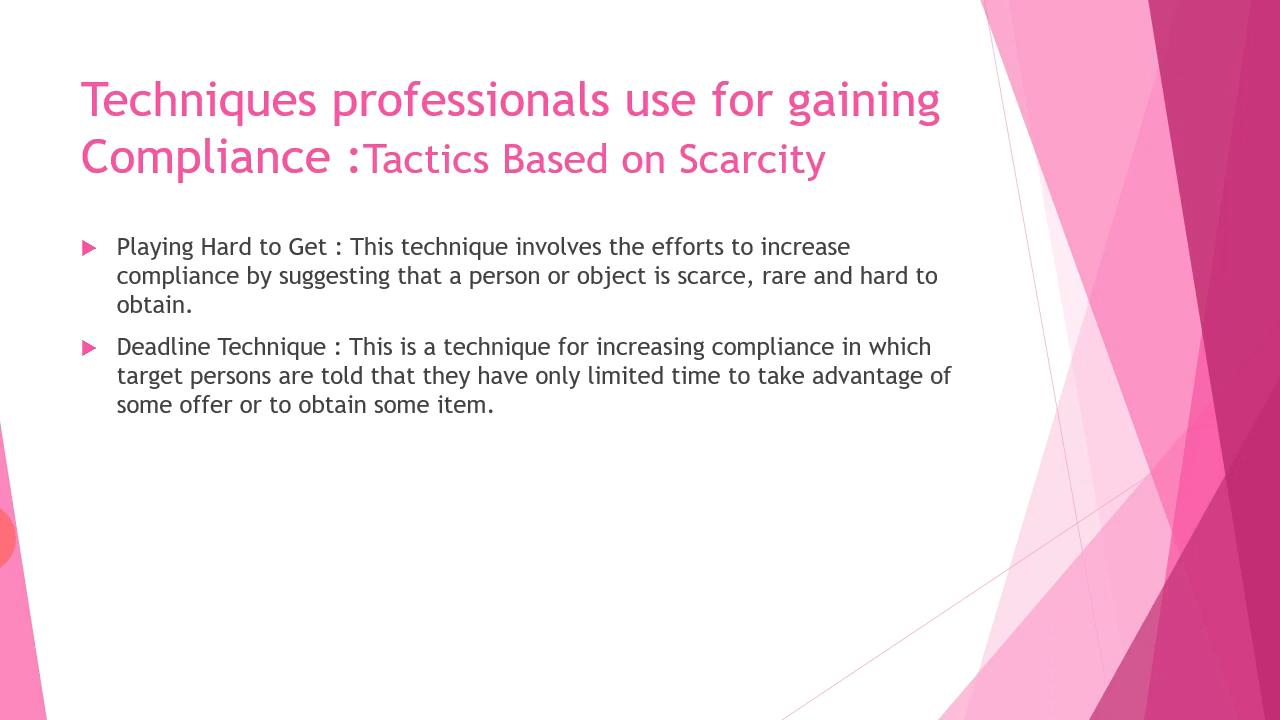 Techniques professionals use for gaining
Compliance :Tactics Based on Scarcity
Playing Hard to Get : This technique involves the efforts to increase
compliance by suggesting that a person or object is scarce, rare and hard to
obtain.
Deadline Technique : This is a technique for increasing compliance in which
target persons are told that they have only limited time to take advantage of
some offer or to obtain some item.